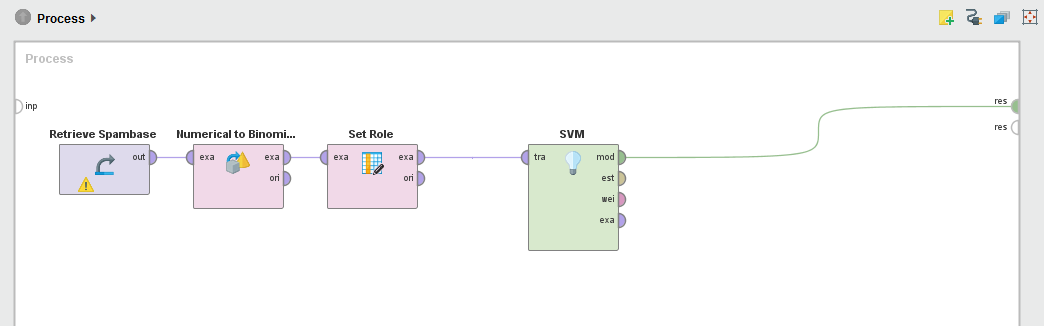 Process
Process
inp
res
res
Retrieve Spambase
out
Numerical to Binomi...
exa
exa
ori
Set Role
exa
exa
ori
SVM
tra
mod
est
wei
exa